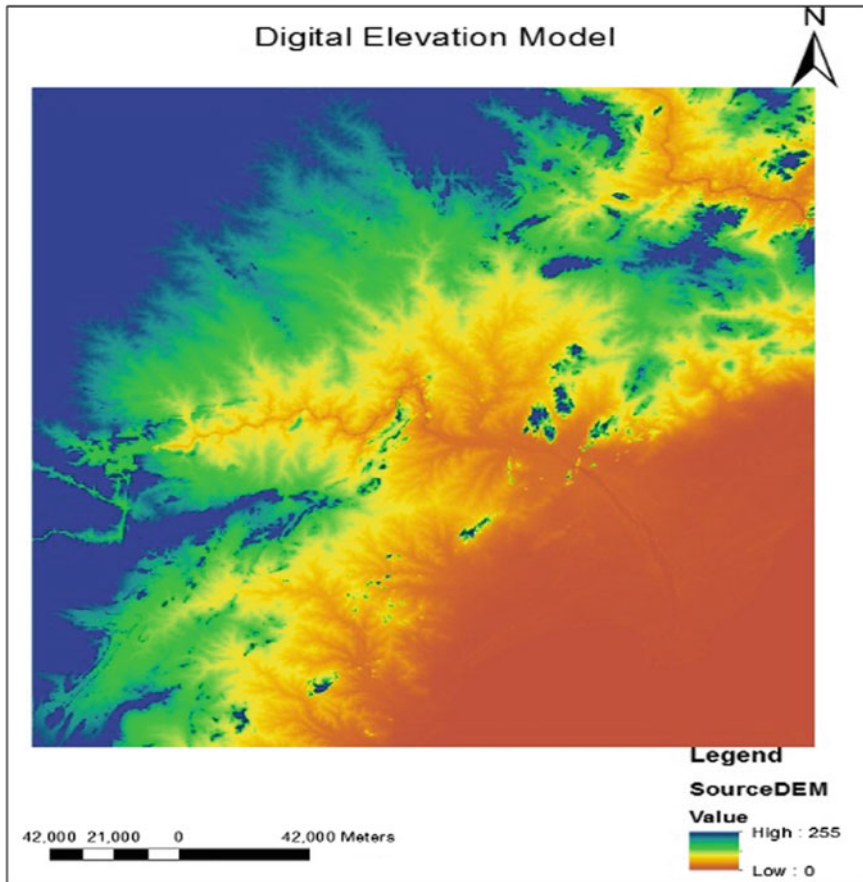 N
Digital Elevation Model
Legend
SourceDEM
Value
High : 255
Low : 0
42,000 21,000 0 42,000 Meters